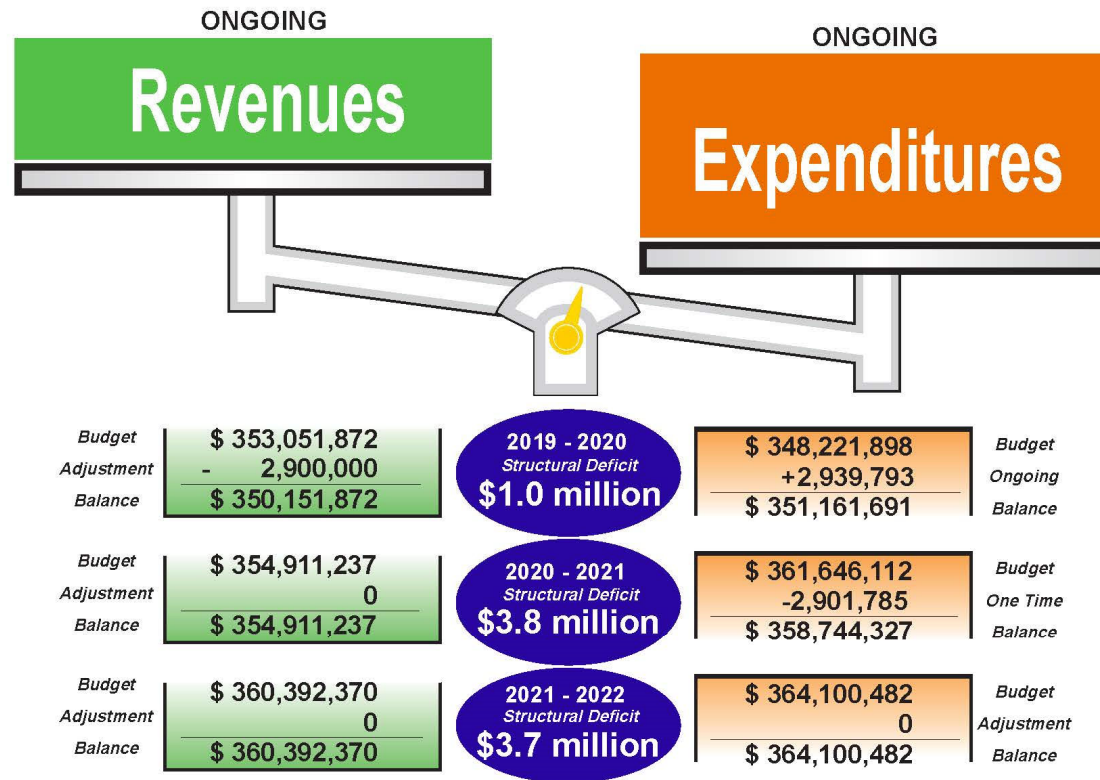 ONGOING
Revenues
ONGOING
Expenditures
Budget $ 353,051,872
Adjustment - 2,900,000
Balance $ 350,151,872
2019 - 2020
Structural Deficit
$1.0 million
$ 348,221,898 Budget
+2,939,793 Ongoing
$ 351,161,691 Balance
Budget $ 354,911,237
Adjustment 0
Balance $ 354,911,237
2020 - 2021
Structural Deficit
$3.8 million
$ 361,646,112 Budget
-2,901,785 One Time
$ 358,744,327 Balance
Budget $ 360,392,370
Adjustment 0
Balance $ 360,392,370
2021 - 2022
Structural Deficit
$3.7 million
$ 364,100,482 Budget
0 Adjustment
$ 364,100,482 Balance